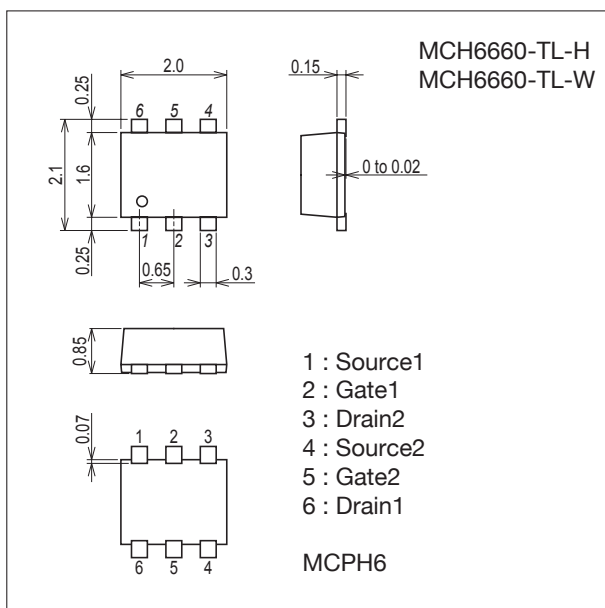 MCH6660-TL-H
MCH6660-TL-W
2.0
0.15
0.25
6 5 4
2.1
1.6
0 to 0.02
0.25
1 2 3
0.65
0.3
0.85
1 : Source1
2 : Gate1
3 : Drain2
4 : Source2
5 : Gate2
6 : Drain1
0.07
1 2 3
6 5 4
MCPH6